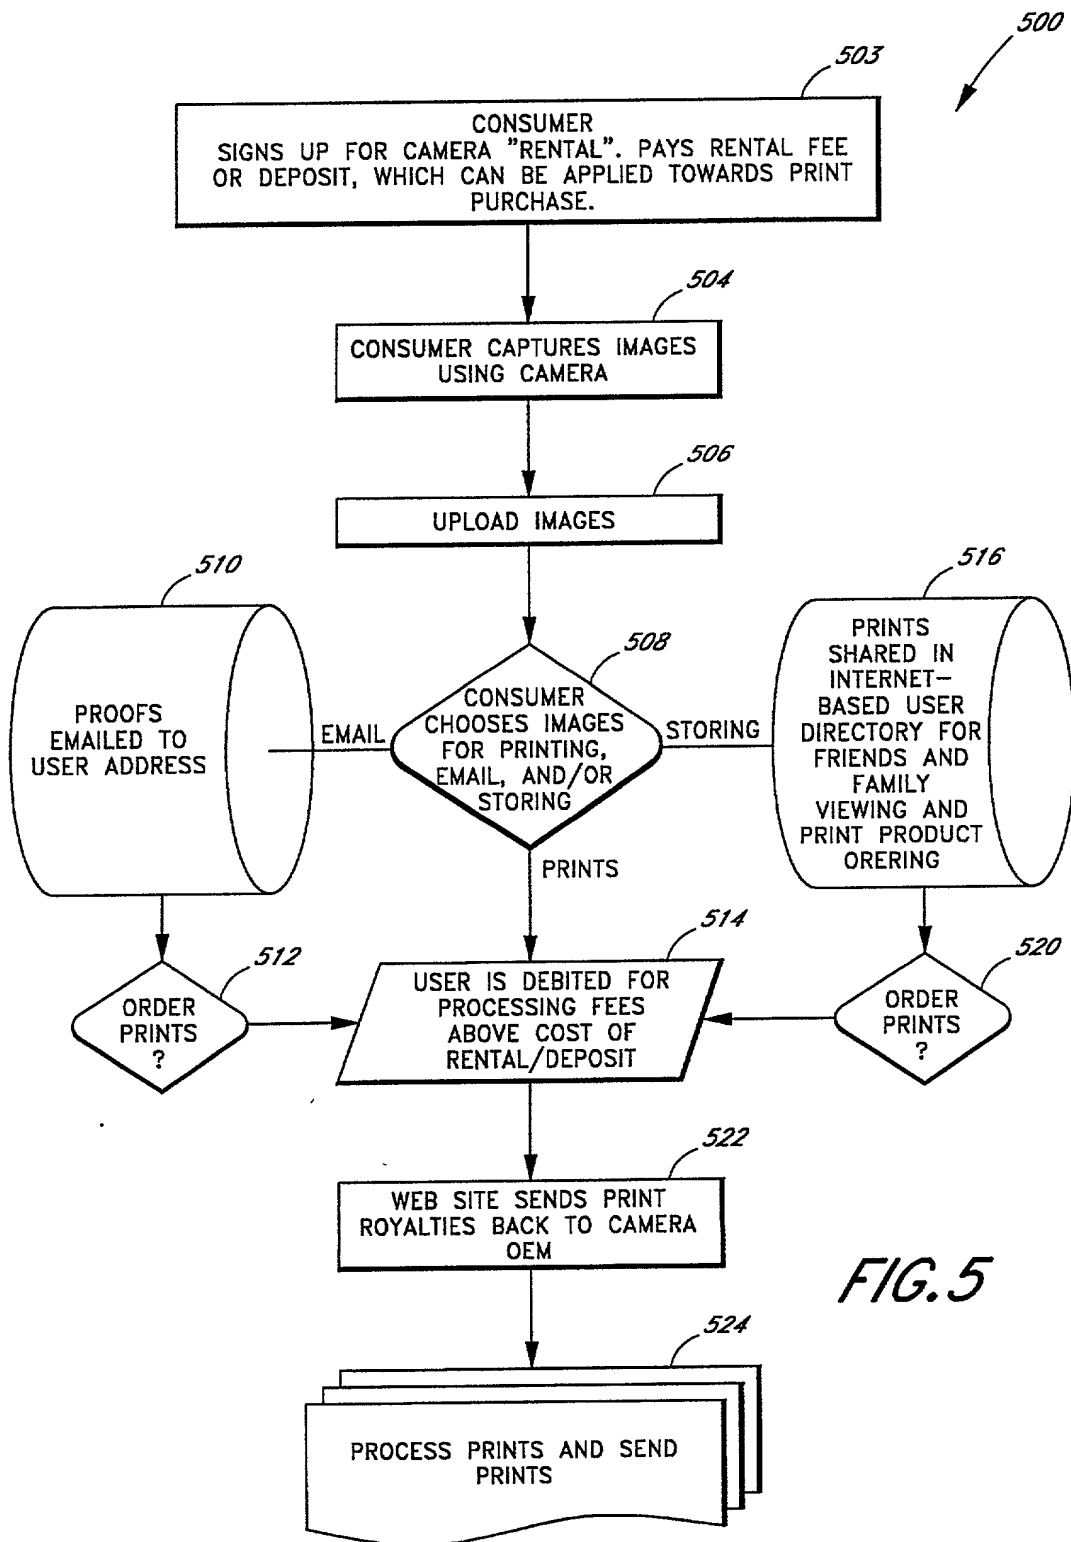 500
503
CONSUMER
SIGNS UP FOR CAMERA "RENTAL". PAYS RENTAL FEE
OR DEPOSIT, WHICH CAN BE APPLIED TOWARDS PRINT
PURCHASE.
504
CONSUMER CAPTURES IMAGES
USING CAMERA
506
UPLOAD IMAGES
510
PROOFS
EMAILED TO
USER ADDRESS
EMAIL
508
CONSUMER
CHOOSES IMAGES
FOR PRINTING,
EMAIL, AND/OR
STORING
STORING
516
PRINTS
SHARED IN
INTERNET-
BASED USER
DIRECTORY FOR
FRIENDS AND
FAMILY
VIEWING AND
PRINT PRODUCT
ORERING
PRINTS
512
ORDER
PRINTS
?
514
USER IS DEBITED FOR
PROCESSING FEES
ABOVE COST OF
RENTAL/DEPOSIT
520
ORDER
PRINTS
?
522
WEB SITE SENDS PRINT
ROYALTIES BACK TO CAMERA
OEM
FIG.5
524
PROCESS PRINTS AND SEND
PRINTS